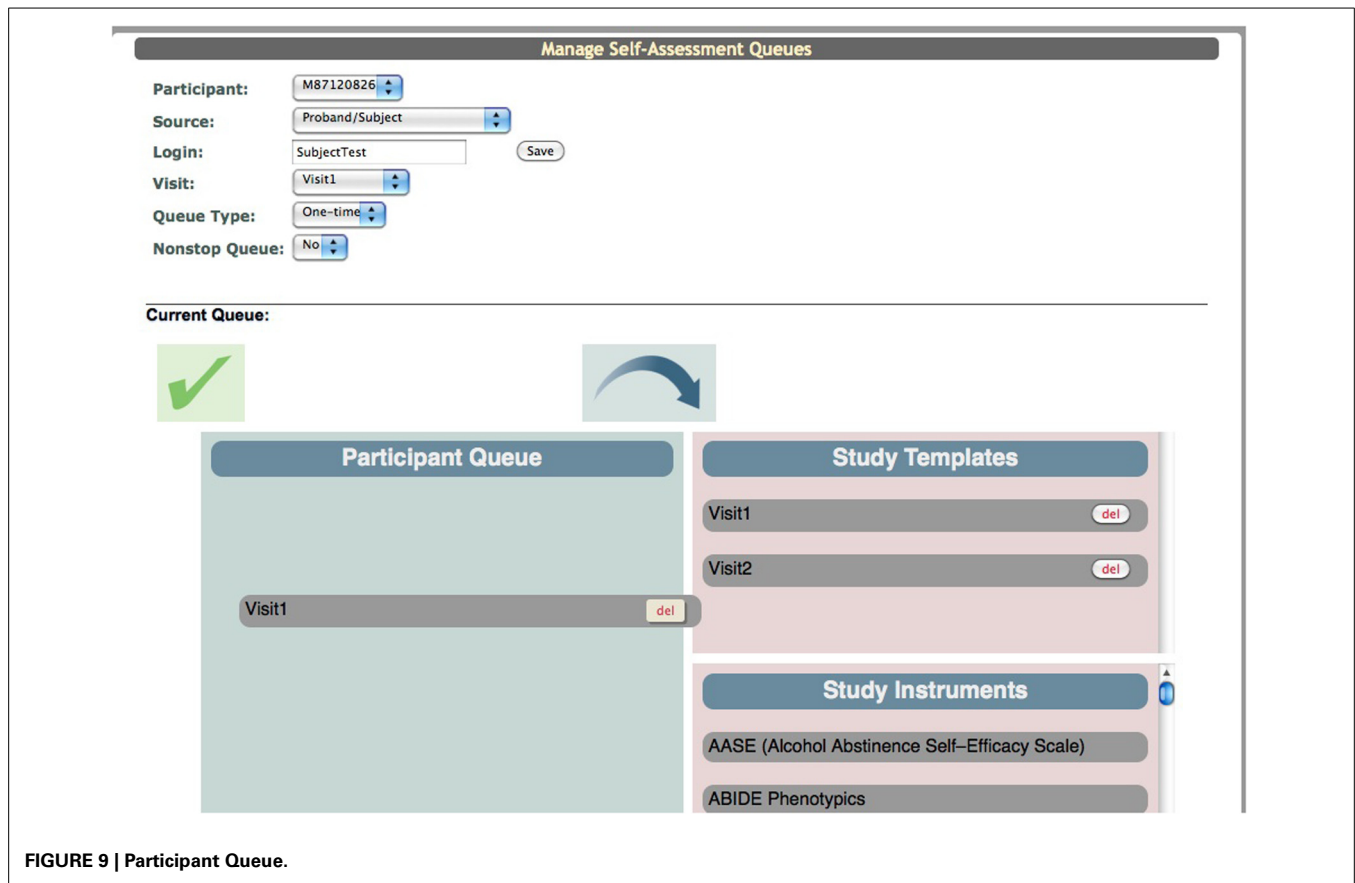 Manage Self-Assessment Queues
Participant: M87120826
Source: Proband/Subject
Login: SubjectTest Save
Visit: Visit1
Queue Type: One-time
Nonstop Queue: No
Current Queue:
Participant Queue
Visit1 del
Study Templates
Visit1 del
Visit2 del
Study Instruments
AASE (Alcohol Abstinence Self–Efficacy Scale)
ABIDE Phenotypics
FIGURE 9 | Participant Queue.